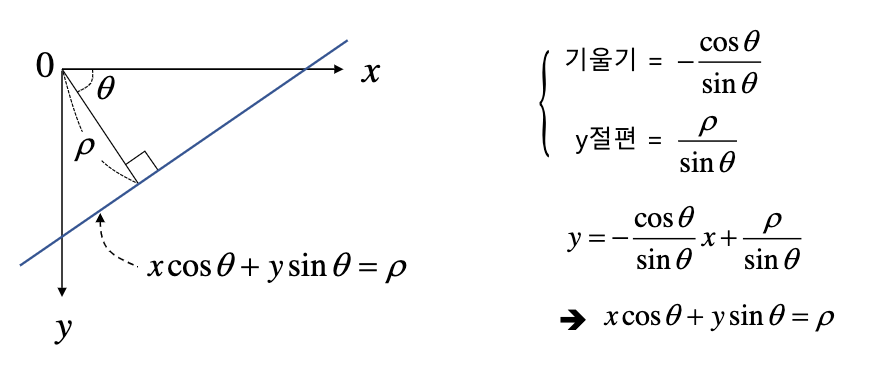 0
x
θ
ρ
x cos θ + y sin θ = ρ
y
기울기 = − cos θ / sin θ
y절편 = ρ / sin θ
y = − cos θ / sin θ x + ρ / sin θ
➔ x cos θ + y sin θ = ρ